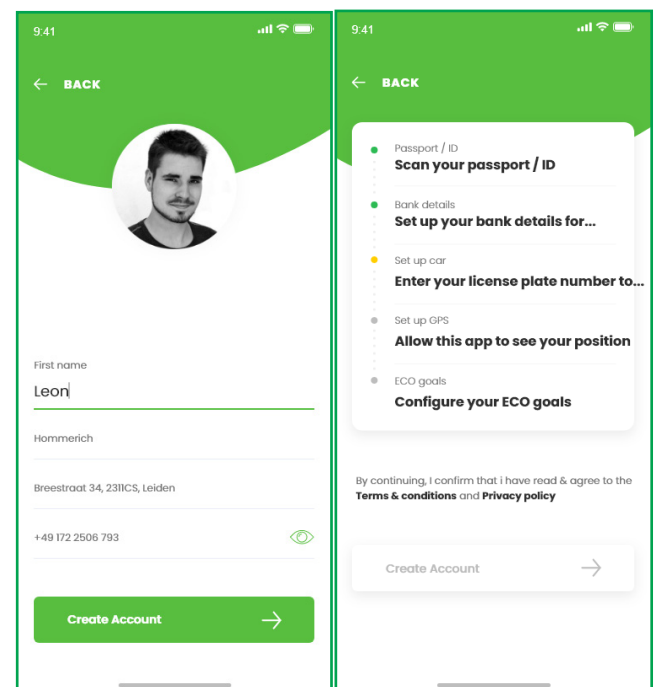 9:41
BACK
First name
Leon
Hommerich
Breestraat 34, 2311CS, Leiden
+49 172 2506 793
Create Account
9:41
BACK
Passport / ID
Scan your passport / ID
Bank details
Set up your bank details for...
Set up car
Enter your license plate number to...
Set up GPS
Allow this app to see your position
ECO goals
Configure your ECO goals
By continuing, I confirm that i have read & agree to the
Terms & conditions and Privacy policy
Create Account